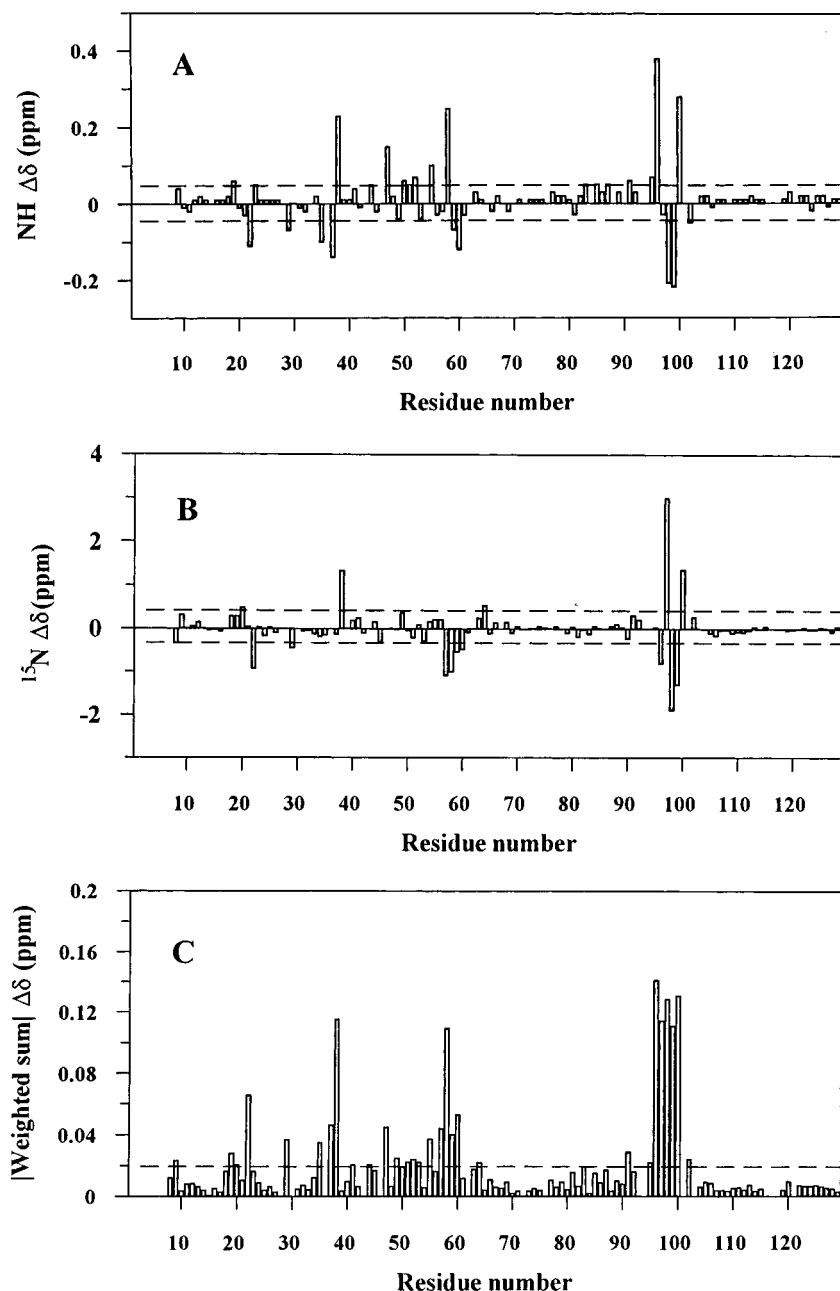 A
NH Δδ (ppm)
0.4
0.2
0
-0.2
10 20 30 40 50 60 70 80 90 100 110 120
Residue number
B
¹⁵N Δδ(ppm)
4
2
0
-2
10 20 30 40 50 60 70 80 90 100 110 120
Residue number
C
|Weighted sum| Δδ (ppm)
0.2
0.16
0.12
0.08
0.04
0
10 20 30 40 50 60 70 80 90 100 110 120
Residue number